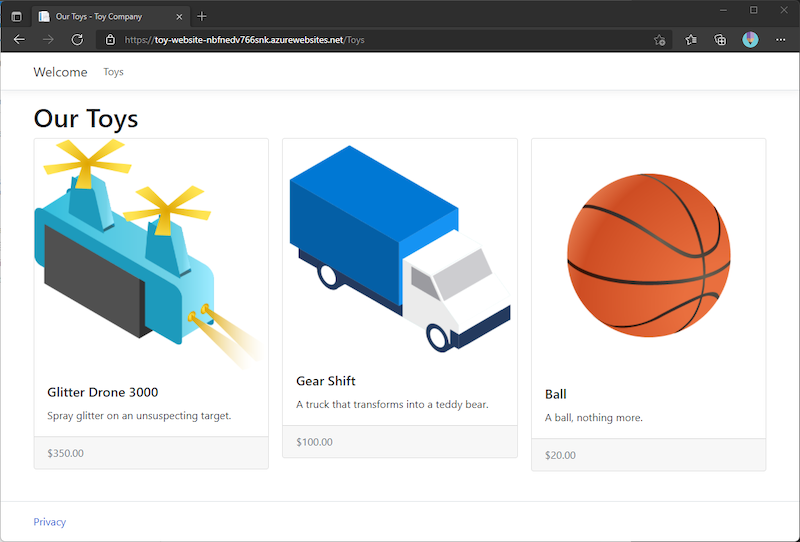 Our Toys - Toy Company
https://toy-website-nbfnedv766snk.azurewebsites.net/Toys
Welcome
Toys
Our Toys
Glitter Drone 3000
Spray glitter on an unsuspecting target.
$350.00
Gear Shift
A truck that transforms into a teddy bear.
$100.00
Ball
A ball, nothing more.
$20.00
Privacy